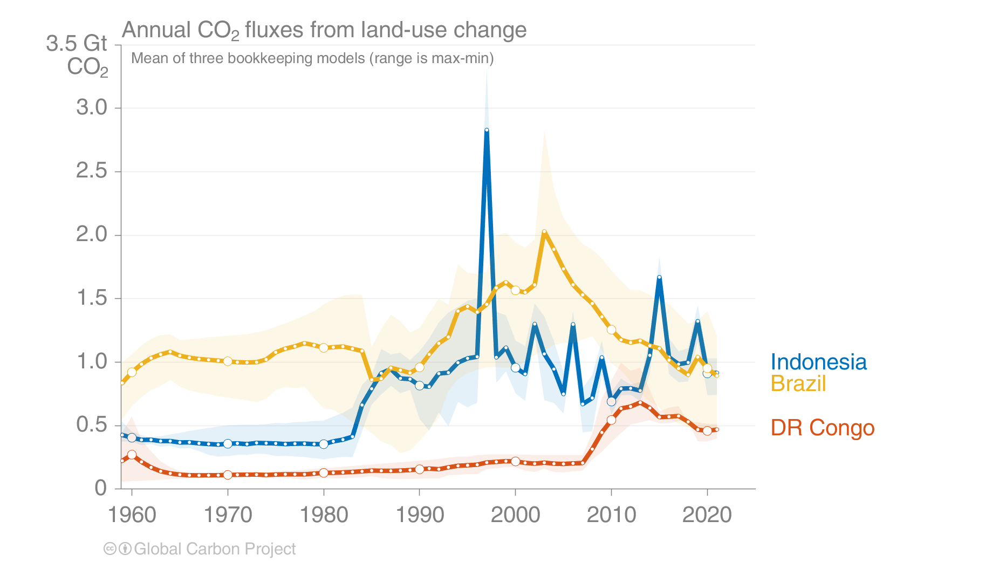 Annual CO₂ fluxes from land-use change
3.5 Gt
CO₂
Mean of three bookkeeping models (range is max-min)
3.0
2.5
2.0
1.5
1.0
0.5
0
Indonesia
Brazil
DR Congo
1960 1970 1980 1990 2000 2010 2020
cc Global Carbon Project